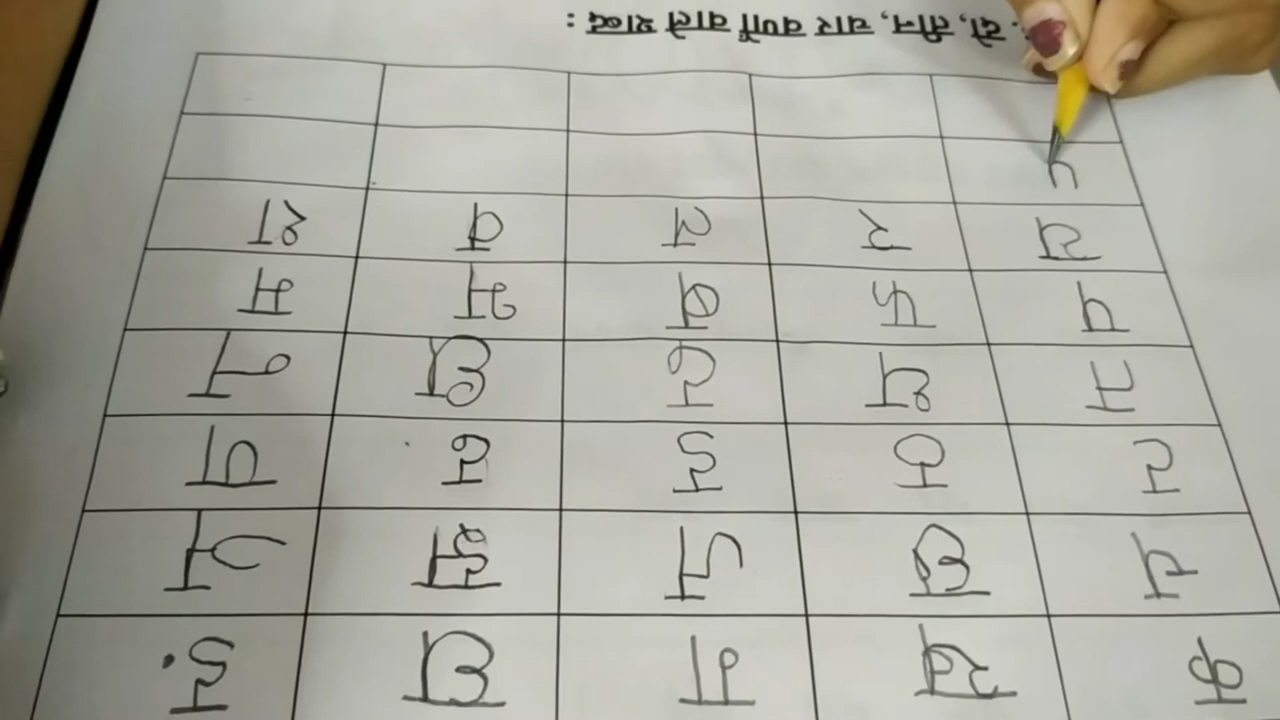 क ख ग घ ङ
च छ ज झ ञ
ट ठ ड ढ ण
त थ द ध न
प फ ब भ म
य र ल व श
दो, तीन, चार वर्णों वाले शब्द :